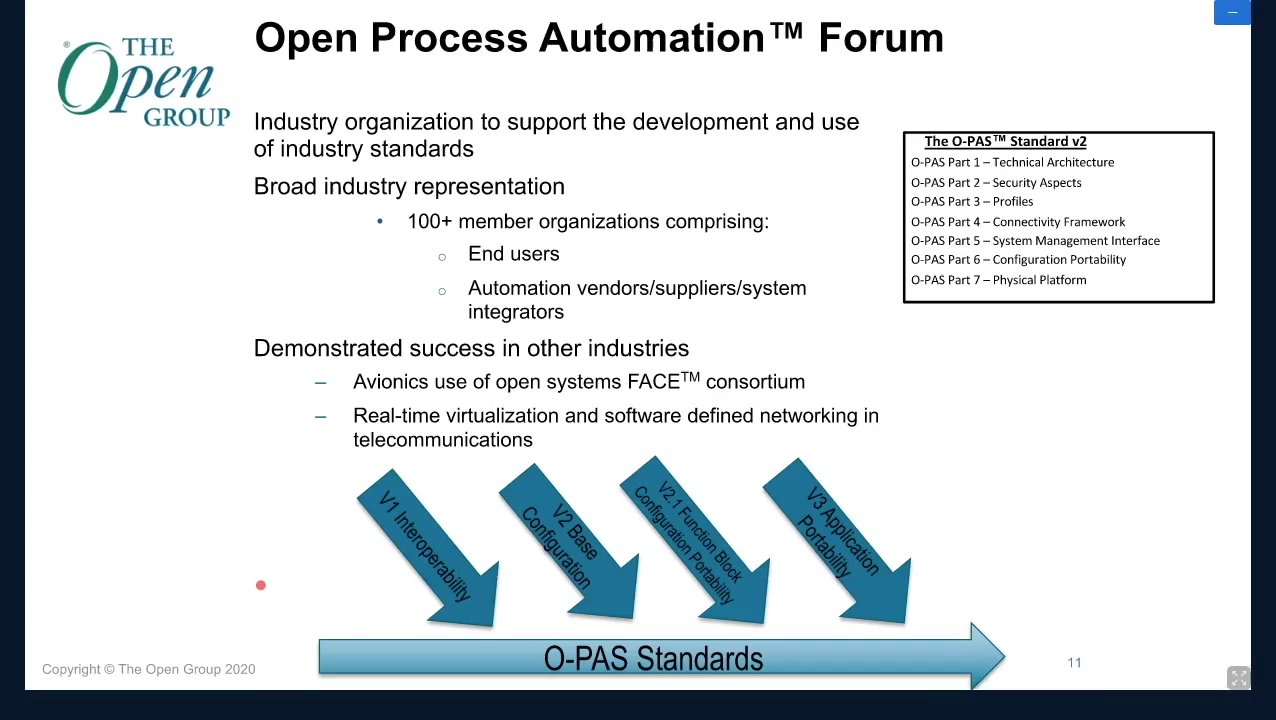 Open Process Automation™ Forum
® THE
Open
GROUP
Industry organization to support the development and use
of industry standards
Broad industry representation
• 100+ member organizations comprising:
○ End users
○ Automation vendors/suppliers/system
integrators
Demonstrated success in other industries
– Avionics use of open systems FACE™ consortium
– Real-time virtualization and software defined networking in
telecommunications
The O-PAS™ Standard v2
O-PAS Part 1 – Technical Architecture
O-PAS Part 2 – Security Aspects
O-PAS Part 3 – Profiles
O-PAS Part 4 – Connectivity Framework
O-PAS Part 5 – System Management Interface
O-PAS Part 6 – Configuration Portability
O-PAS Part 7 – Physical Platform
V1 Interoperability
V2 Base
Configuration
V2.1 Function Block
Configuration Portability
V3 Application
Portability
O-PAS Standards
Copyright © The Open Group 2020
11